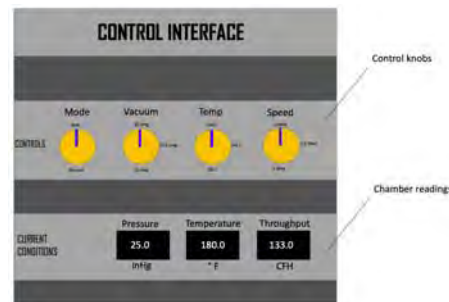 CONTROL INTERFACE
Control knobs
Mode Vacuum Temp Speed
CONTROLS
Chamber readings
Pressure Temperature Throughput
CURRENT
CONDITIONS
25.0 180.0 133.0
InHg ° F CFH